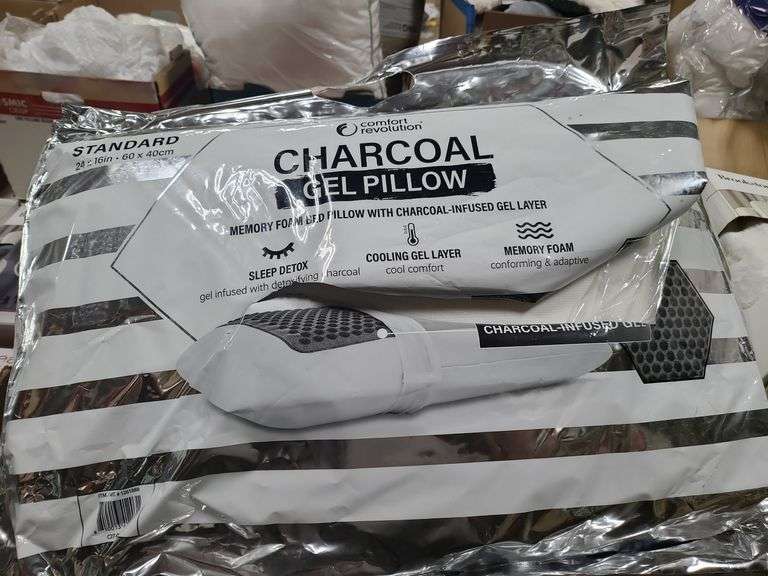 SMIC
STANDARD
24 x 16in • 60 x 40cm
comfort
revolution
CHARCOAL
GEL PILLOW
MEMORY FOAM BED PILLOW WITH CHARCOAL-INFUSED GEL LAYER
SLEEP DETOX
gel infused with detoxifying charcoal
COOLING GEL LAYER
cool comfort
MEMORY FOAM
conforming & adaptive
CHARCOAL-INFUSED GEL